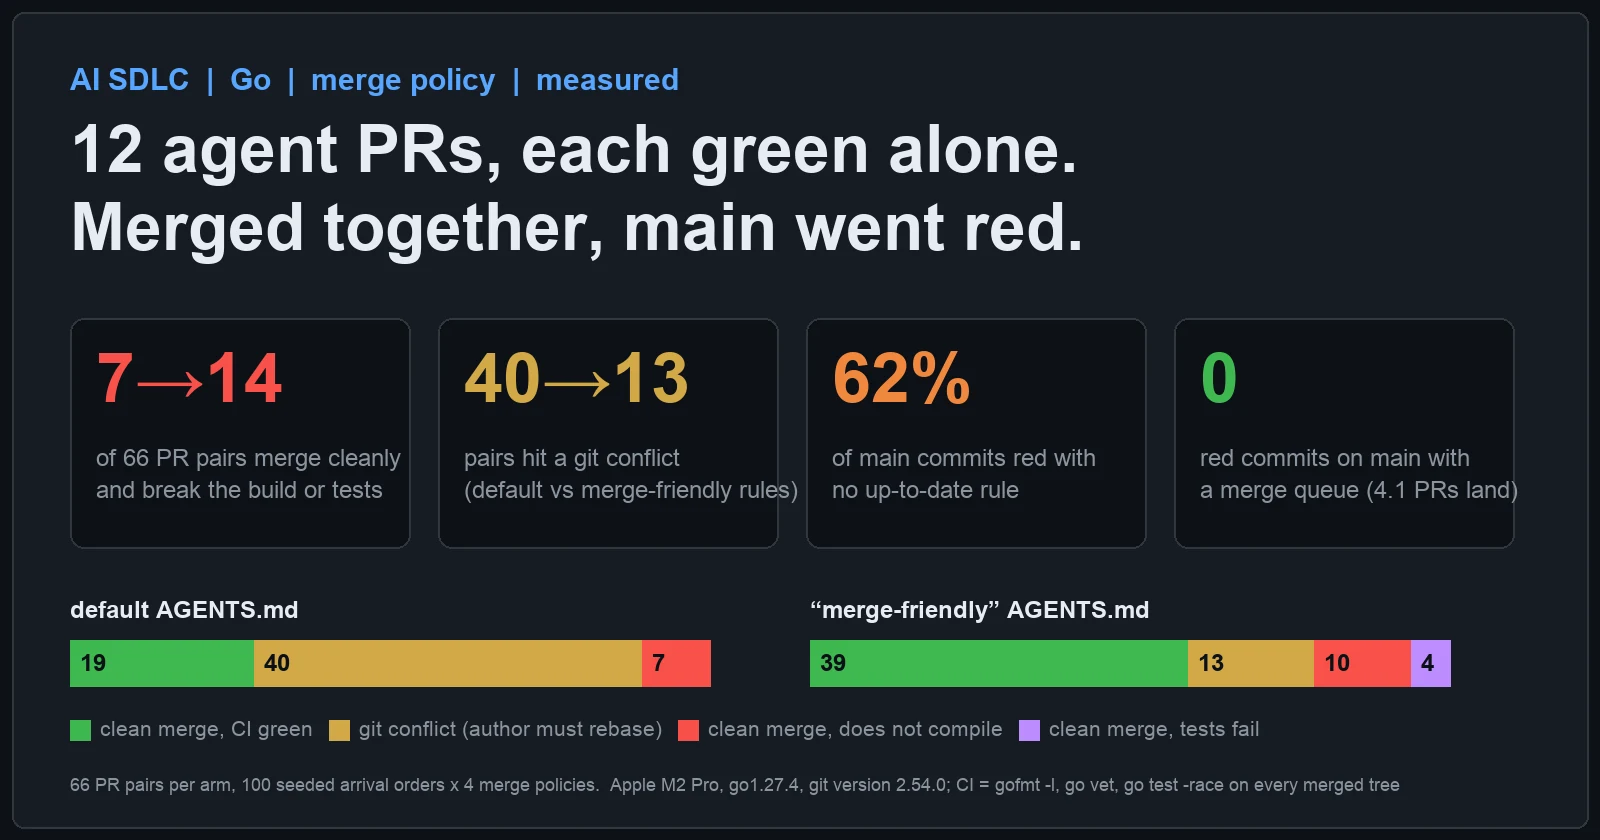 AI SDLC | Go | merge policy | measured
12 agent PRs, each green alone.
Merged together, main went red.
7→14
of 66 PR pairs merge cleanly
and break the build or tests
40→13
pairs hit a git conflict
(default vs merge-friendly rules)
62%
of main commits red with
no up-to-date rule
0
red commits on main with
a merge queue (4.1 PRs land)
default AGENTS.md
19 40 7
“merge-friendly” AGENTS.md
39 13 10 4
clean merge, CI green
git conflict (author must rebase)
clean merge, does not compile
clean merge, tests fail
66 PR pairs per arm, 100 seeded arrival orders x 4 merge policies. Apple M2 Pro, go1.27.4, git version 2.54.0; CI = gofmt -l, go vet, go test -race on every merged tree